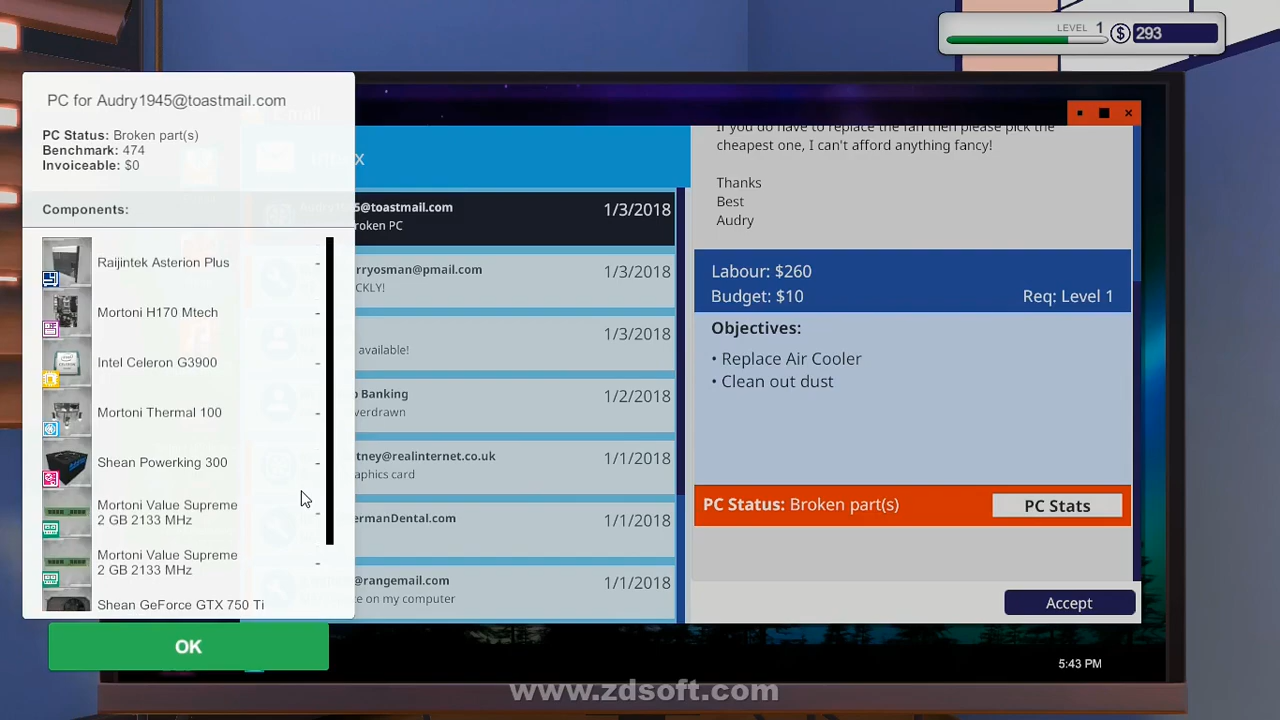 LEVEL 1
$ 293
PC for Audry1945@toastmail.com
PC Status: Broken part(s)
Benchmark: 474
Invoiceable: $0
Components:
Raijintek Asterion Plus -
Mortoni H170 Mtech -
Intel Celeron G3900 -
Mortoni Thermal 100 -
Shean Powerking 300 -
Mortoni Value Supreme
2 GB 2133 MHz -
Mortoni Value Supreme
2 GB 2133 MHz -
Shean GeForce GTX 750 Ti
OK
E-mail
Inbox
Audry1945@toastmail.com 1/3/2018
roken PC
rryosman@pmail.com 1/3/2018
CKLY!
1/3/2018
available!
Banking 1/2/2018
verdrawn
tney@realinternet.co.uk 1/1/2018
aphics card
ermanDental.com 1/1/2018
@rangemail.com 1/1/2018
on my computer
If you do have to replace the fan then please pick the
cheapest one, I can't afford anything fancy!
Thanks
Best
Audry
Labour: $260
Budget: $10 Req: Level 1
Objectives:
• Replace Air Cooler
• Clean out dust
PC Status: Broken part(s) PC Stats
Accept
5:43 PM
www.zdsoft.com